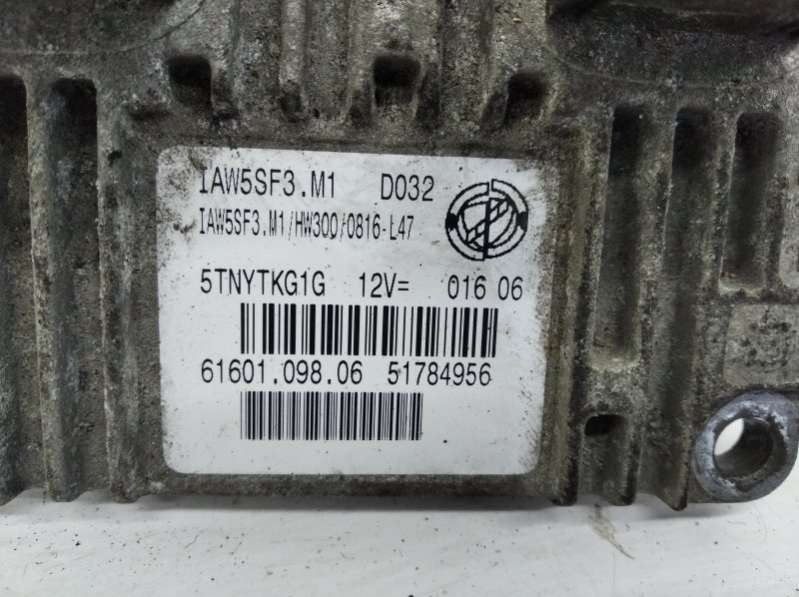 IAW5SF3.M1 D032
IAW5SF3.M1/HW300/0816-L47
5TNYTKG1G 12V= 016 06
61601.098.06 51784956